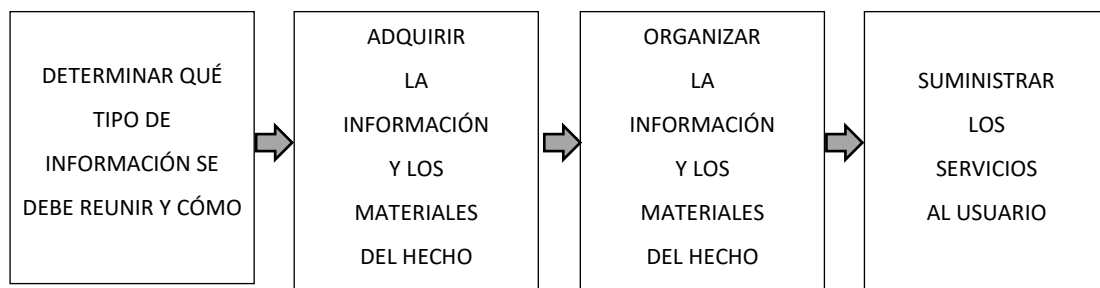 DETERMINAR QUÉ
TIPO DE
INFORMACIÓN SE
DEBE REUNIR Y CÓMO
ADQUIRIR
LA
INFORMACIÓN
Y LOS
MATERIALES
DEL HECHO
ORGANIZAR
LA
INFORMACIÓN
Y LOS
MATERIALES
DEL HECHO
SUMINISTRAR
LOS
SERVICIOS
AL USUARIO